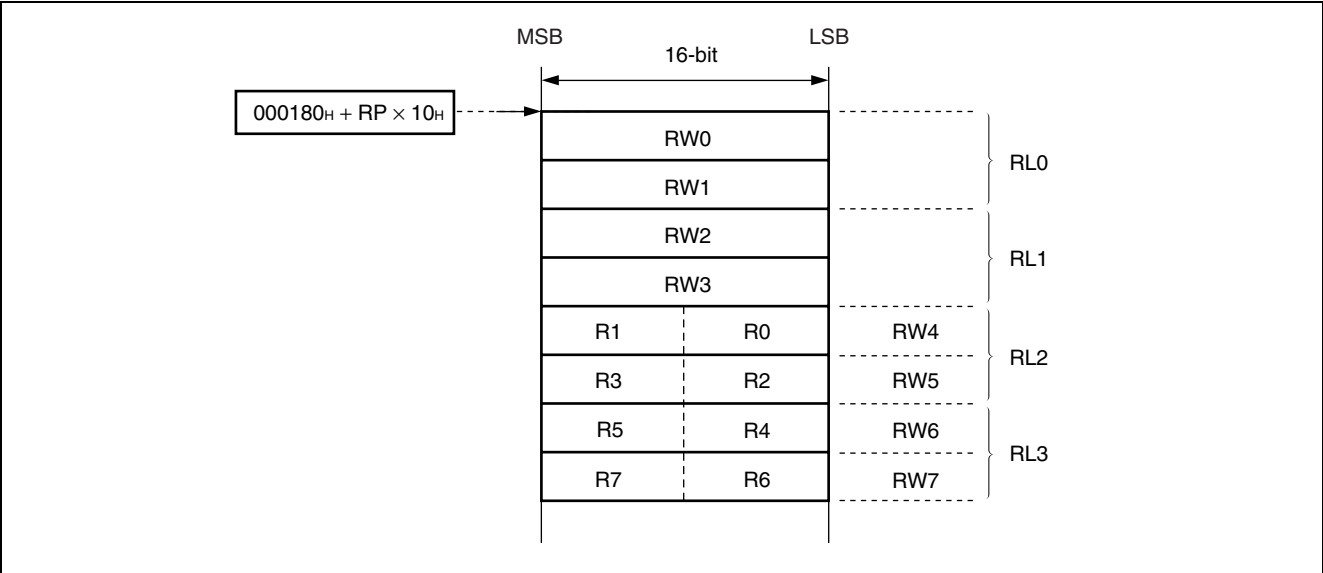 MSB LSB
16-bit
000180H + RP × 10H
RW0
RL0
RW1
RW2
RL1
RW3
R1 R0 RW4
RL2
R3 R2 RW5
R5 R4 RW6
RL3
R7 R6 RW7